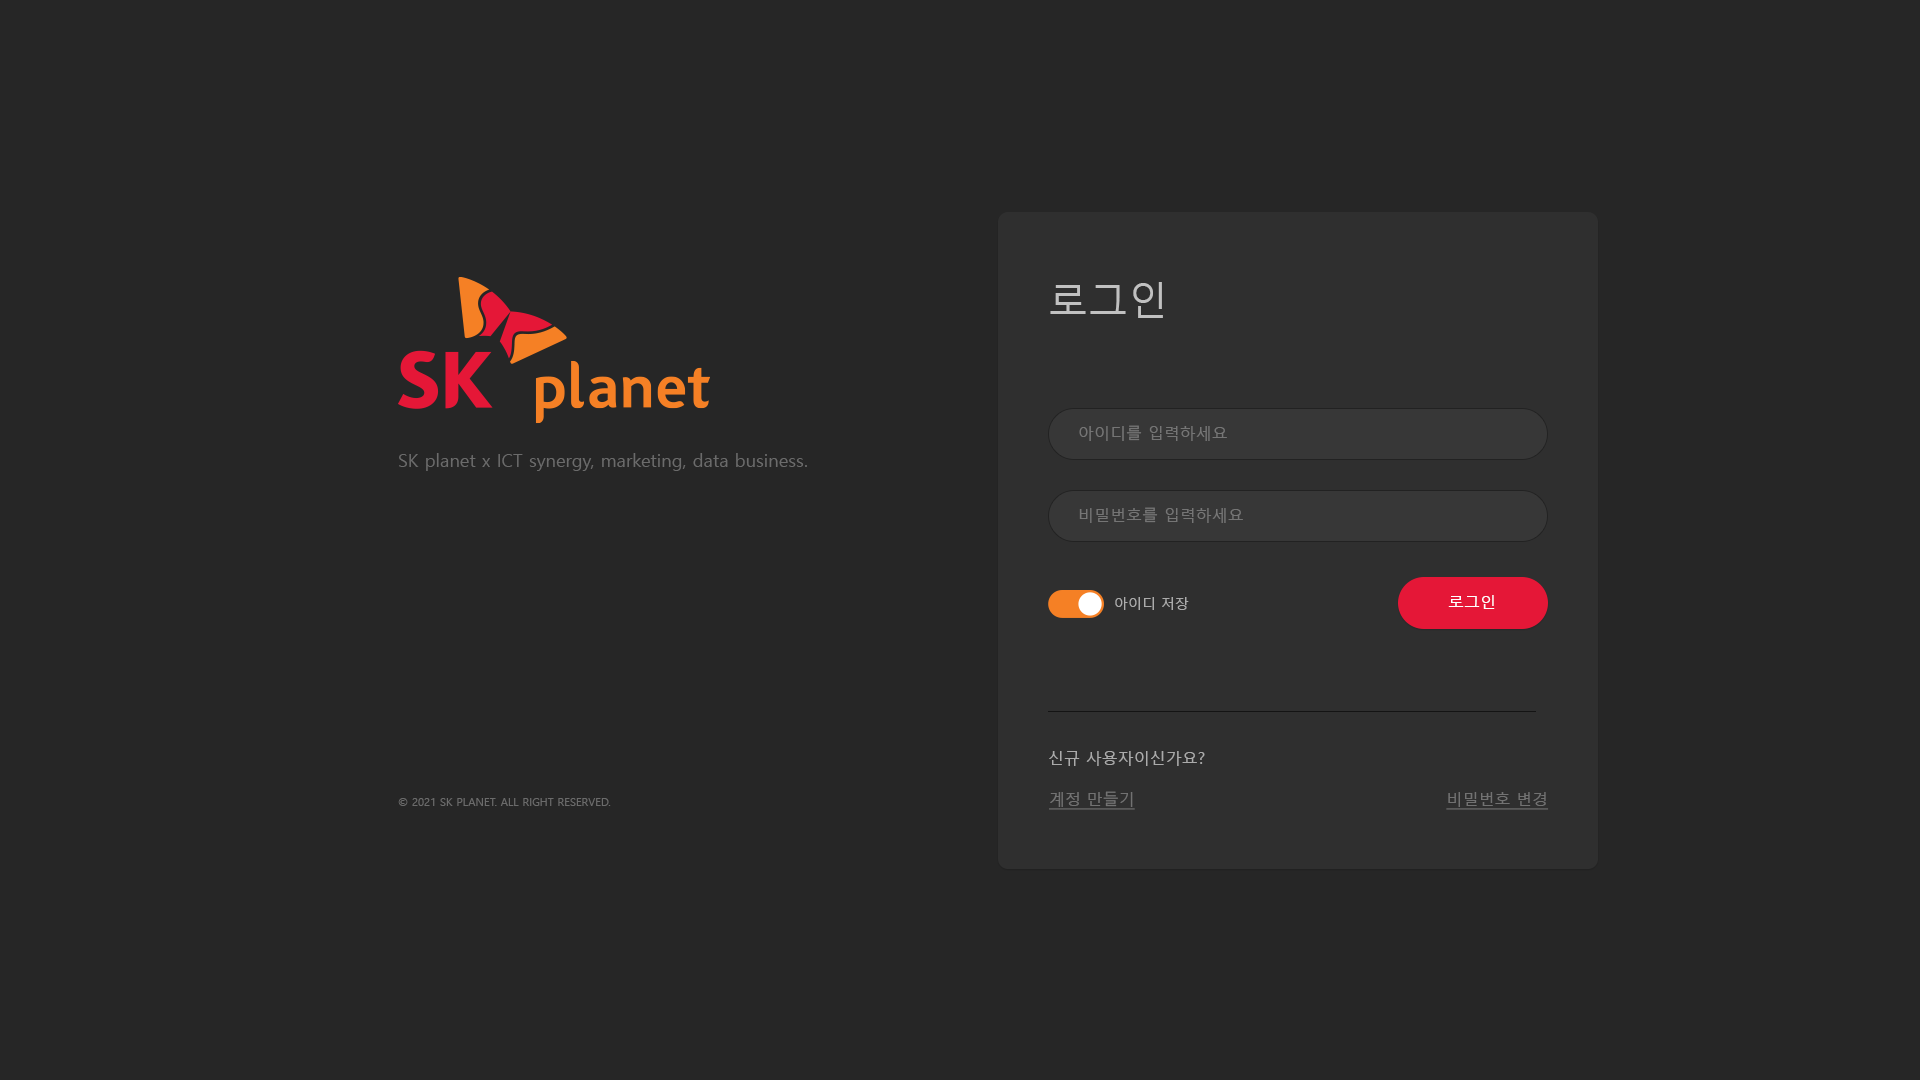 SK planet
SK planet x ICT synergy, marketing, data business.
© 2021 SK PLANET. ALL RIGHT RESERVED.
로그인
아이디를 입력하세요
비밀번호를 입력하세요
아이디 저장
로그인
신규 사용자이신가요?
계정 만들기
비밀번호 변경